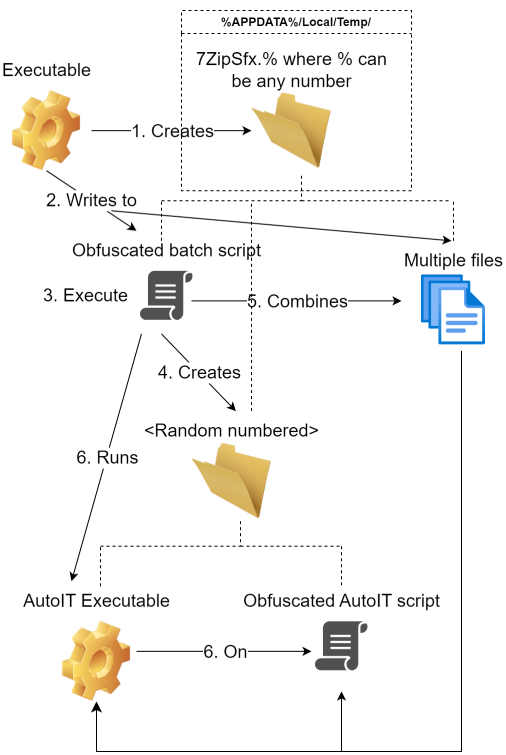 %APPDATA%/Local/Temp/
7ZipSfx.% where % can
be any number
Executable
1. Creates
2. Writes to
Obfuscated batch script
Multiple files
3. Execute
5. Combines
4. Creates
<Random numbered>
6. Runs
AutoIT Executable
Obfuscated AutoIT script
6. On